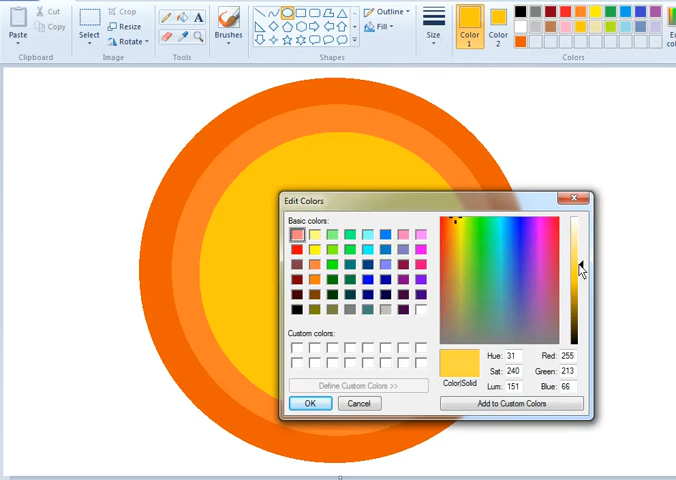 Paste
Cut
Copy
Clipboard
Select
Crop
Resize
Rotate
Image
A
Tools
Brushes
Outline
Fill
Shapes
Size
Color
1
Color
2
Colors
Edit Colors
Basic colors:
Custom colors:
Define Custom Colors >>
OK
Cancel
Color|Solid
Hue: 31
Sat: 240
Lum: 151
Red: 255
Green: 213
Blue: 66
Add to Custom Colors